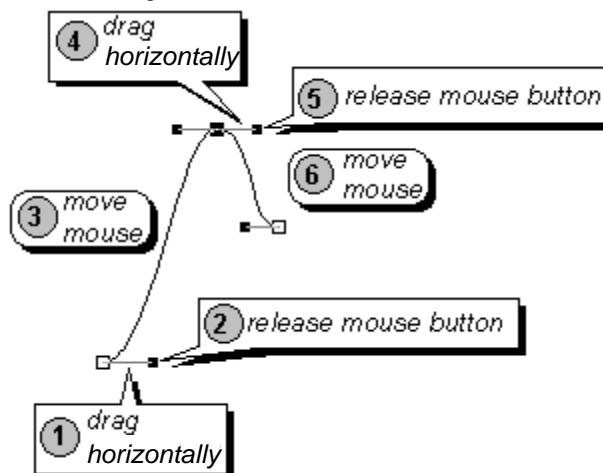 4 drag
horizontally
5 release mouse button
6 move
mouse
3 move
mouse
2 release mouse button
1 drag
horizontally